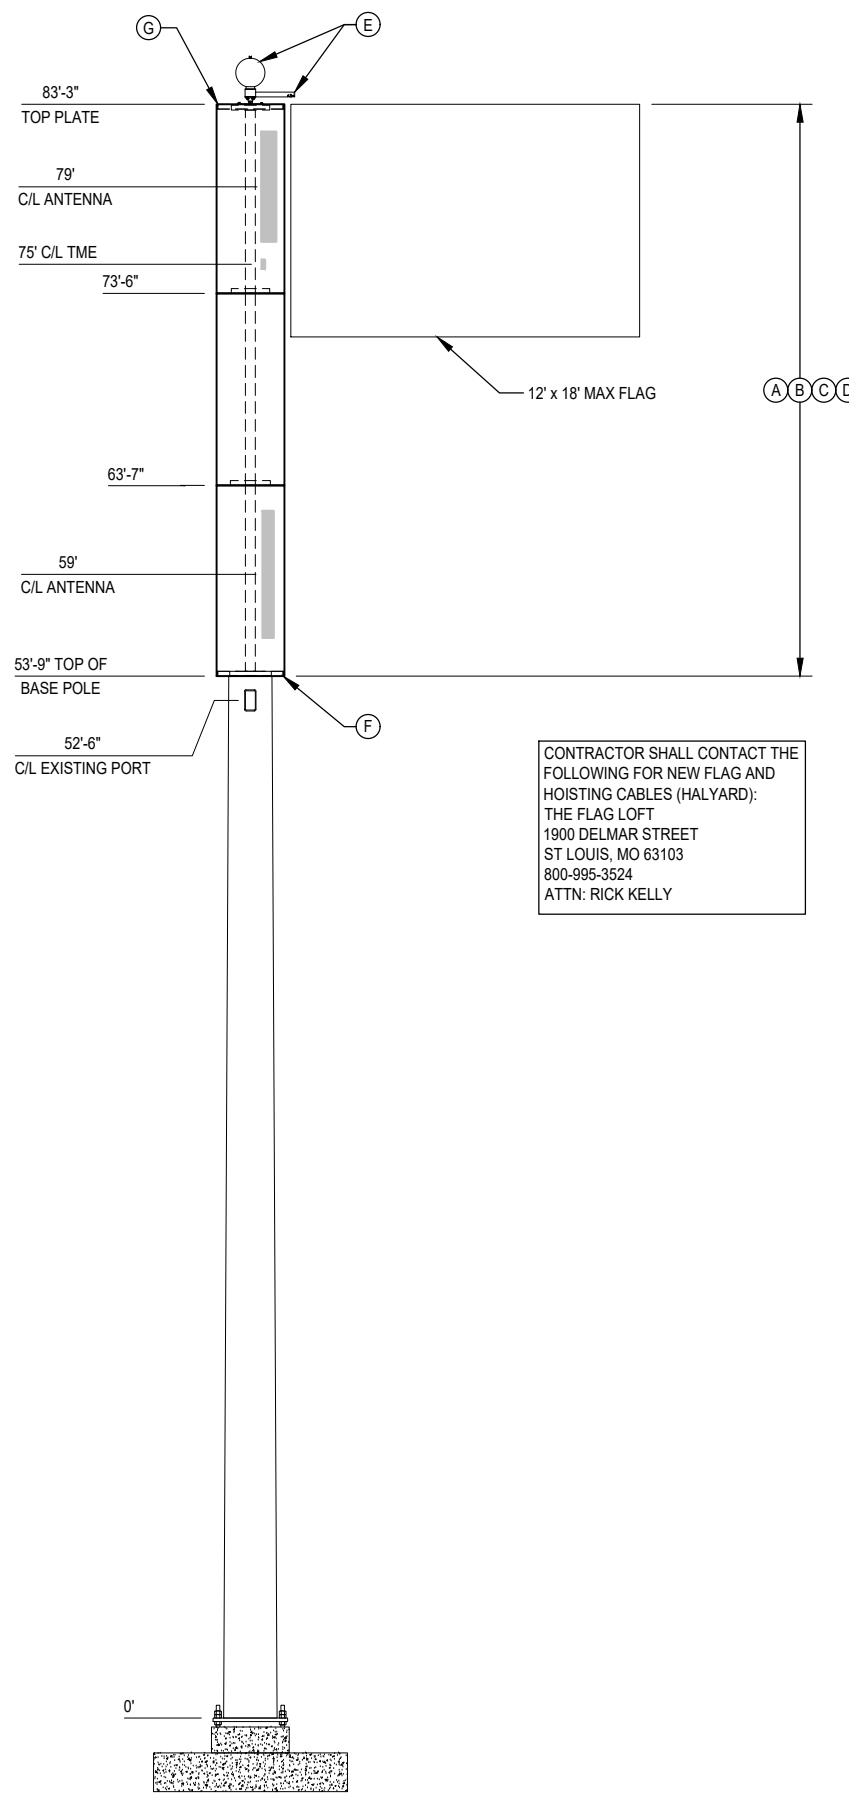 G
E
83'-3"
TOP PLATE
79'
C/L ANTENNA
75' C/L TME
73'-6"
12' x 18' MAX FLAG
A B C D
63'-7"
59'
C/L ANTENNA
53'-9" TOP OF
BASE POLE
F
52'-6"
C/L EXISTING PORT
CONTRACTOR SHALL CONTACT THE
FOLLOWING FOR NEW FLAG AND
HOISTING CABLES (HALYARD):
THE FLAG LOFT
1900 DELMAR STREET
ST LOUIS, MO 63103
800-995-3524
ATTN: RICK KELLY
0'